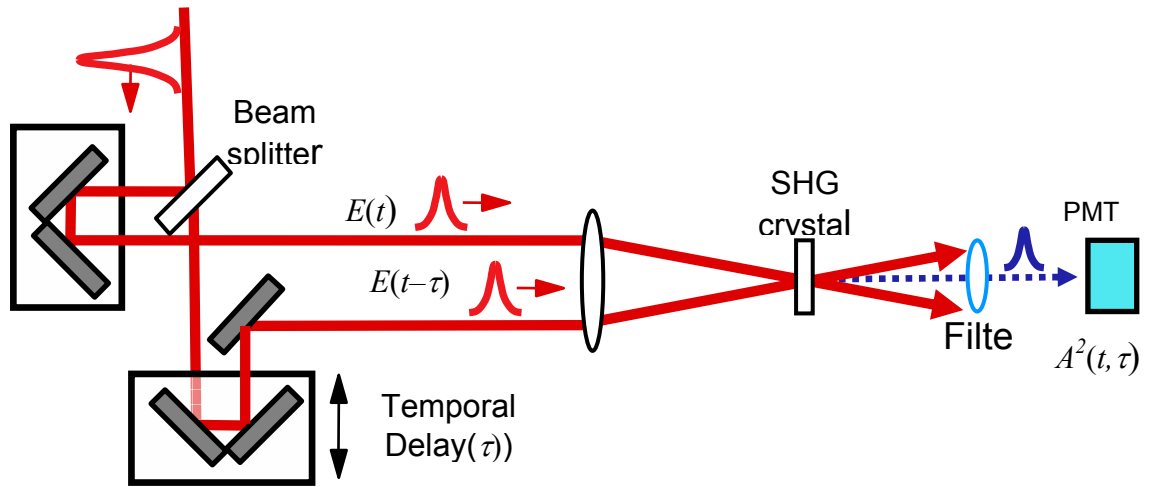 Beam
splitter
E(t)
E(t−τ)
SHG
crystal
PMT
Filte
A²(t, τ)
Temporal
Delay(τ))